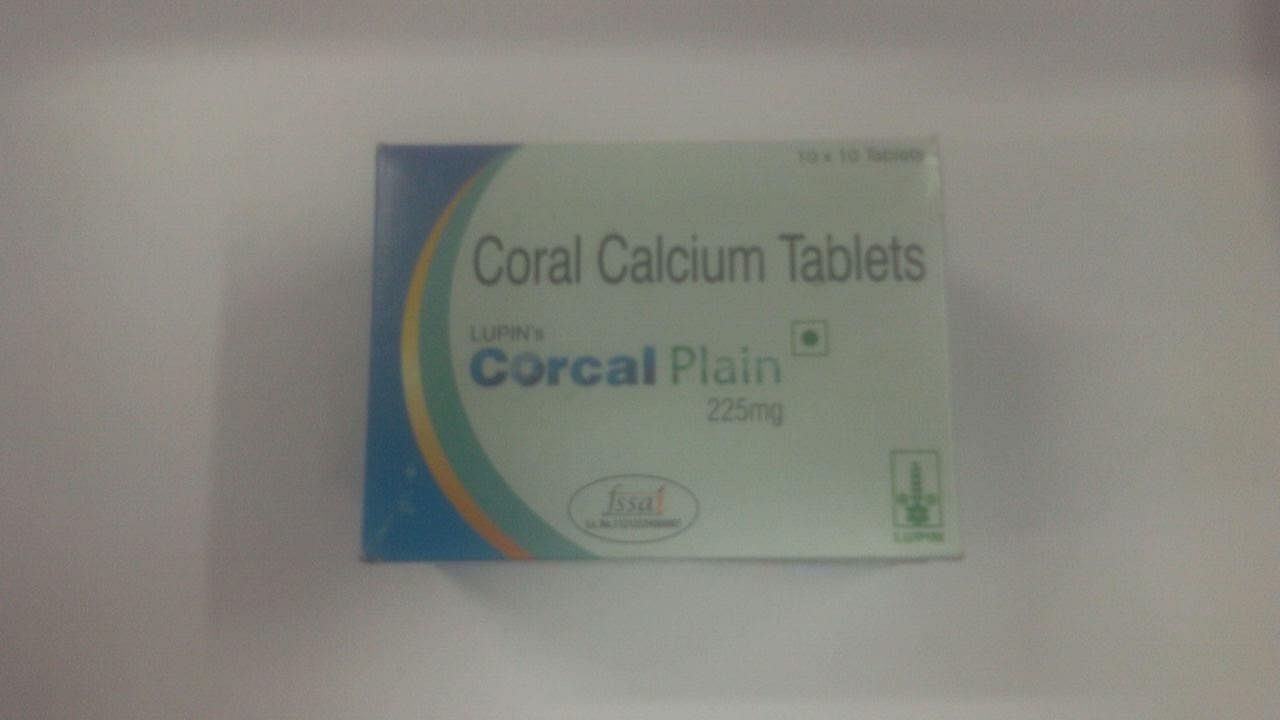 10 x 10 Tablets
Coral Calcium Tablets
LUPIN's
Corcal Plain
225mg
fssai
LUPIN